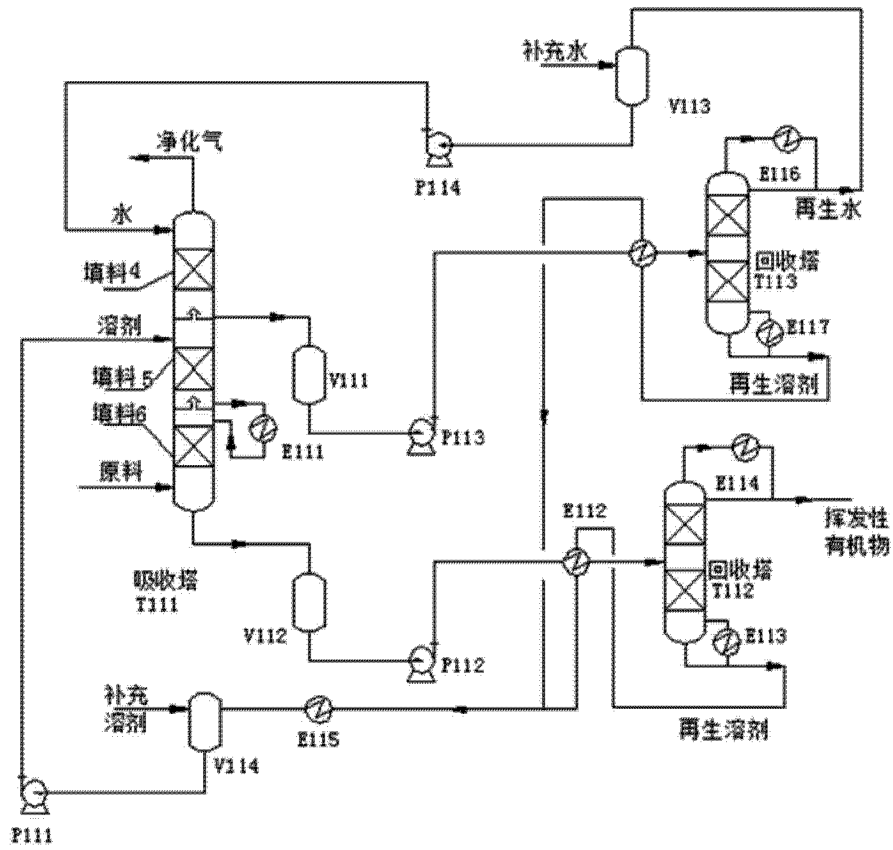 补充水
V113
净化气
P114
E116
再生水
水
填料4
回收塔
T113
溶剂
E117
填料5
V111
再生溶剂
填料6
E111
P113
原料
E114
E112
挥发性
有机物
吸收塔
T111
回收塔
T112
V112
P112
E113
补充
溶剂
E115
再生溶剂
V114
P111